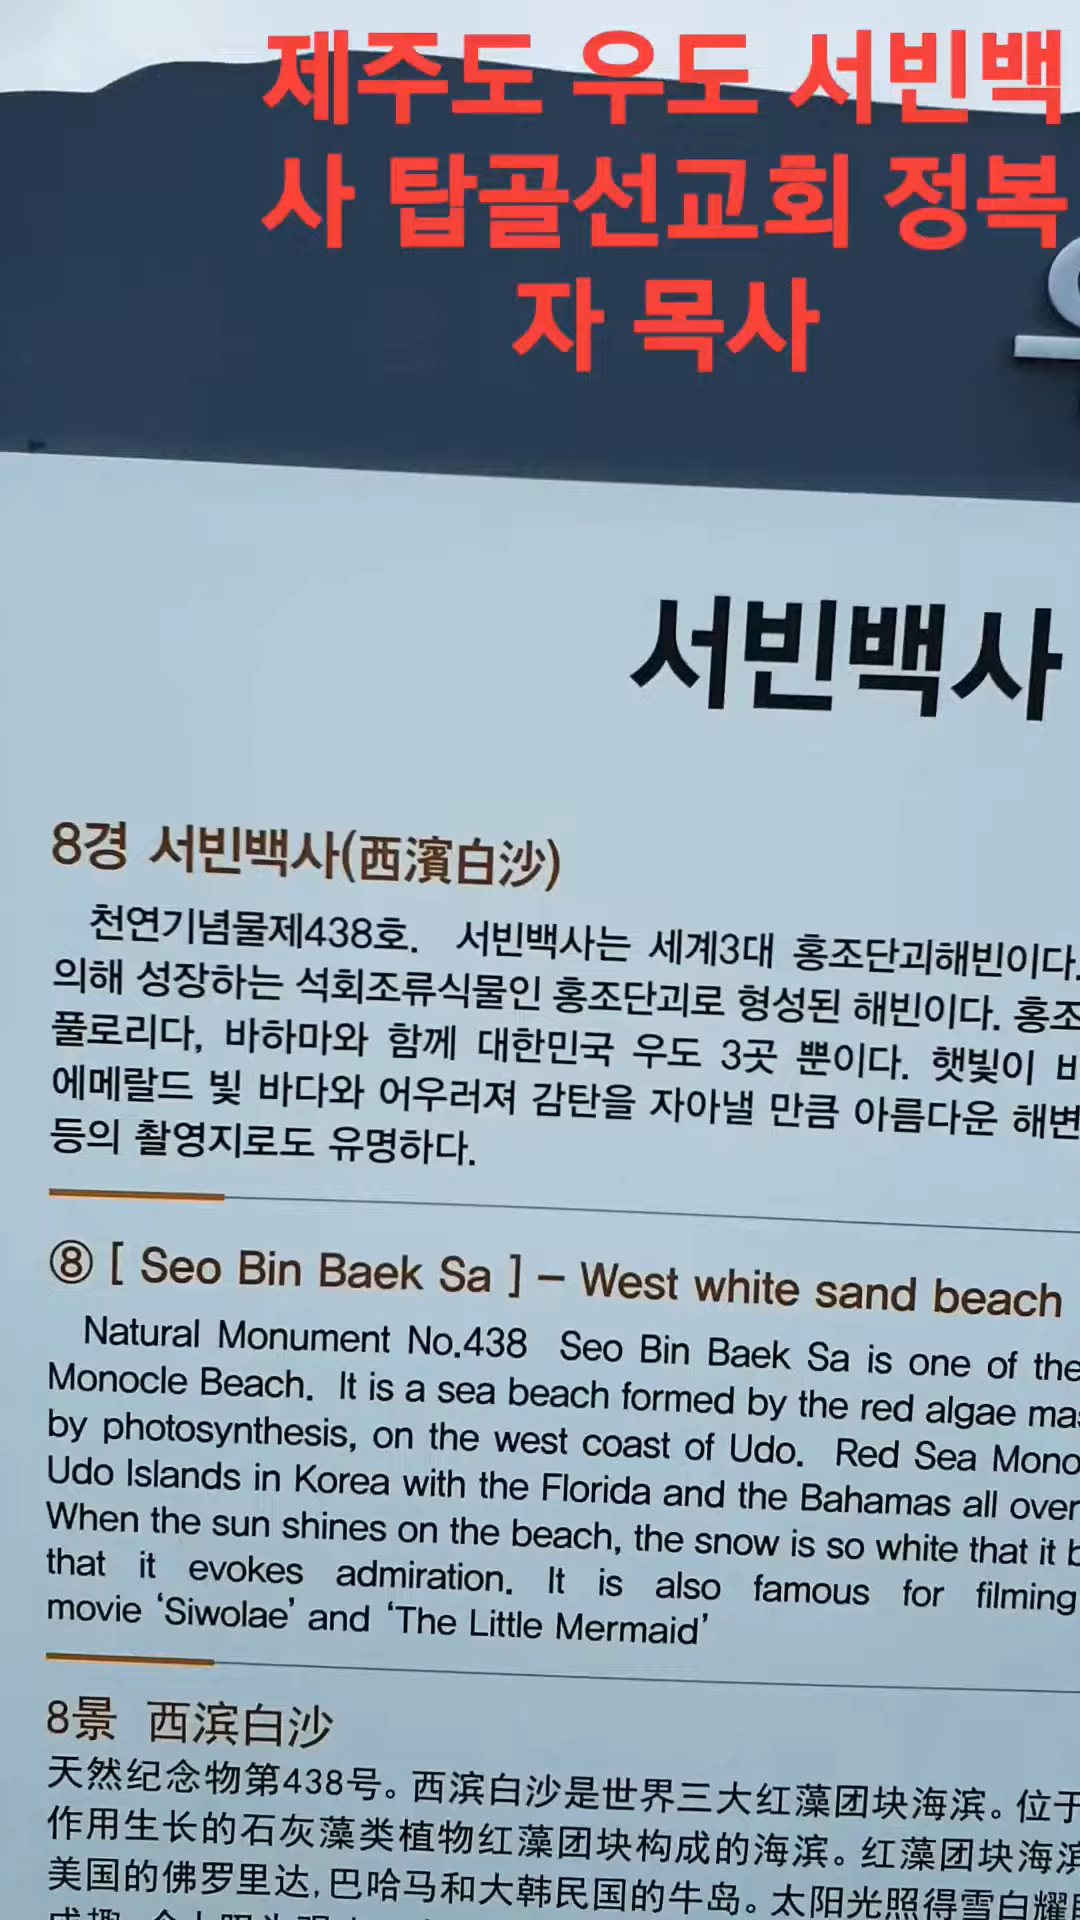 제주도 우도 서빈백
사 탑골선교회 정복
자 목사
서빈백사
8경 서빈백사(西濱白沙)
천연기념물제438호. 서빈백사는 세계3대 홍조단괴해빈이다.
의해 성장하는 석회조류식물인 홍조단괴로 형성된 해빈이다. 홍조
풀로리다, 바하마와 함께 대한민국 우도 3곳 뿐이다. 햇빛이 비
에메랄드 빛 바다와 어우러져 감탄을 자아낼 만큼 아름다운 해변
등의 촬영지로도 유명하다.
⑧ [ Seo Bin Baek Sa ] – West white sand beach
Natural Monument No.438 Seo Bin Baek Sa is one of the
Monocle Beach. It is a sea beach formed by the red algae mas
by photosynthesis, on the west coast of Udo. Red Sea Mono
Udo Islands in Korea with the Florida and the Bahamas all over
When the sun shines on the beach, the snow is so white that it b
that it evokes admiration. It is also famous for filming
movie ‘Siwolae’ and ‘The Little Mermaid’
8景 西滨白沙
天然纪念物第438号。西滨白沙是世界三大红藻团块海滨。位于
作用生长的石灰藻类植物红藻团块构成的海滨。红藻团块海滨
美国的佛罗里达,巴哈马和大韩民国的牛岛。太阳光照得雪白耀